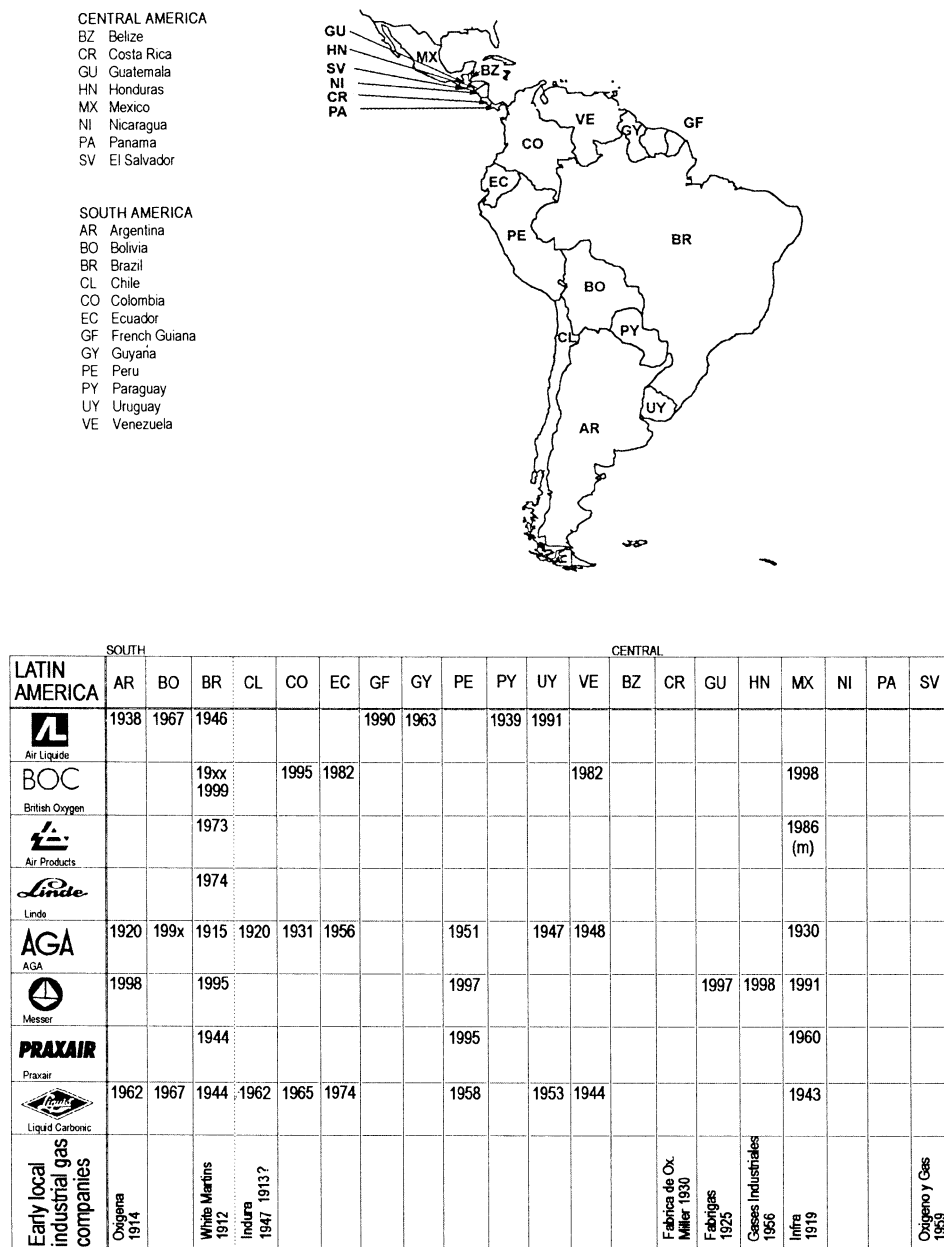 CENTRAL AMERICA
BZ Belize
CR Costa Rica
GU Guatemala
HN Honduras
MX Mexico
NI Nicaragua
PA Panama
SV El Salvador
SOUTH AMERICA
AR Argentina
BO Bolivia
BR Brazil
CL Chile
CO Colombia
EC Ecuador
GF French Guiana
GY Guyana
PE Peru
PY Paraguay
UY Uruguay
VE Venezuela
GU
HN
SV
NI
CR
PA
MX
BZ
VE
GY
GF
CO
EC
PE
BR
BO
CL
PY
UY
AR
SOUTH CENTRAL
LATIN AMERICA AR BO BR CL CO EC GF GY PE PY UY VE BZ CR GU HN MX NI PA SV
AL 1938 1967 1946 1990 1963 1939 1991
Air Liquide
BOC 19xx 1995 1982 1982 1998
1999
British Oxygen
1973 1986
(m)
Air Products
Linde 1974
Linde
AGA 1920 199x 1915 1920 1931 1956 1951 1947 1948 1930
AGA
1998 1995 1997 1997 1998 1991
Messer
PRAXAIR 1944 1995 1960
Praxair
Liquid 1962 1967 1944 1962 1965 1974 1958 1953 1944 1943
Liquid Carbonic
Early local
industrial gas
companies
Oxigena
1914
White Martins
1912
Indura
1947 1913?
Fabrica de Ox.
Miller 1930
Fabrigas
1925
Gases Industriales
1956
Infra
1919
Oxigeno y Gas
1959